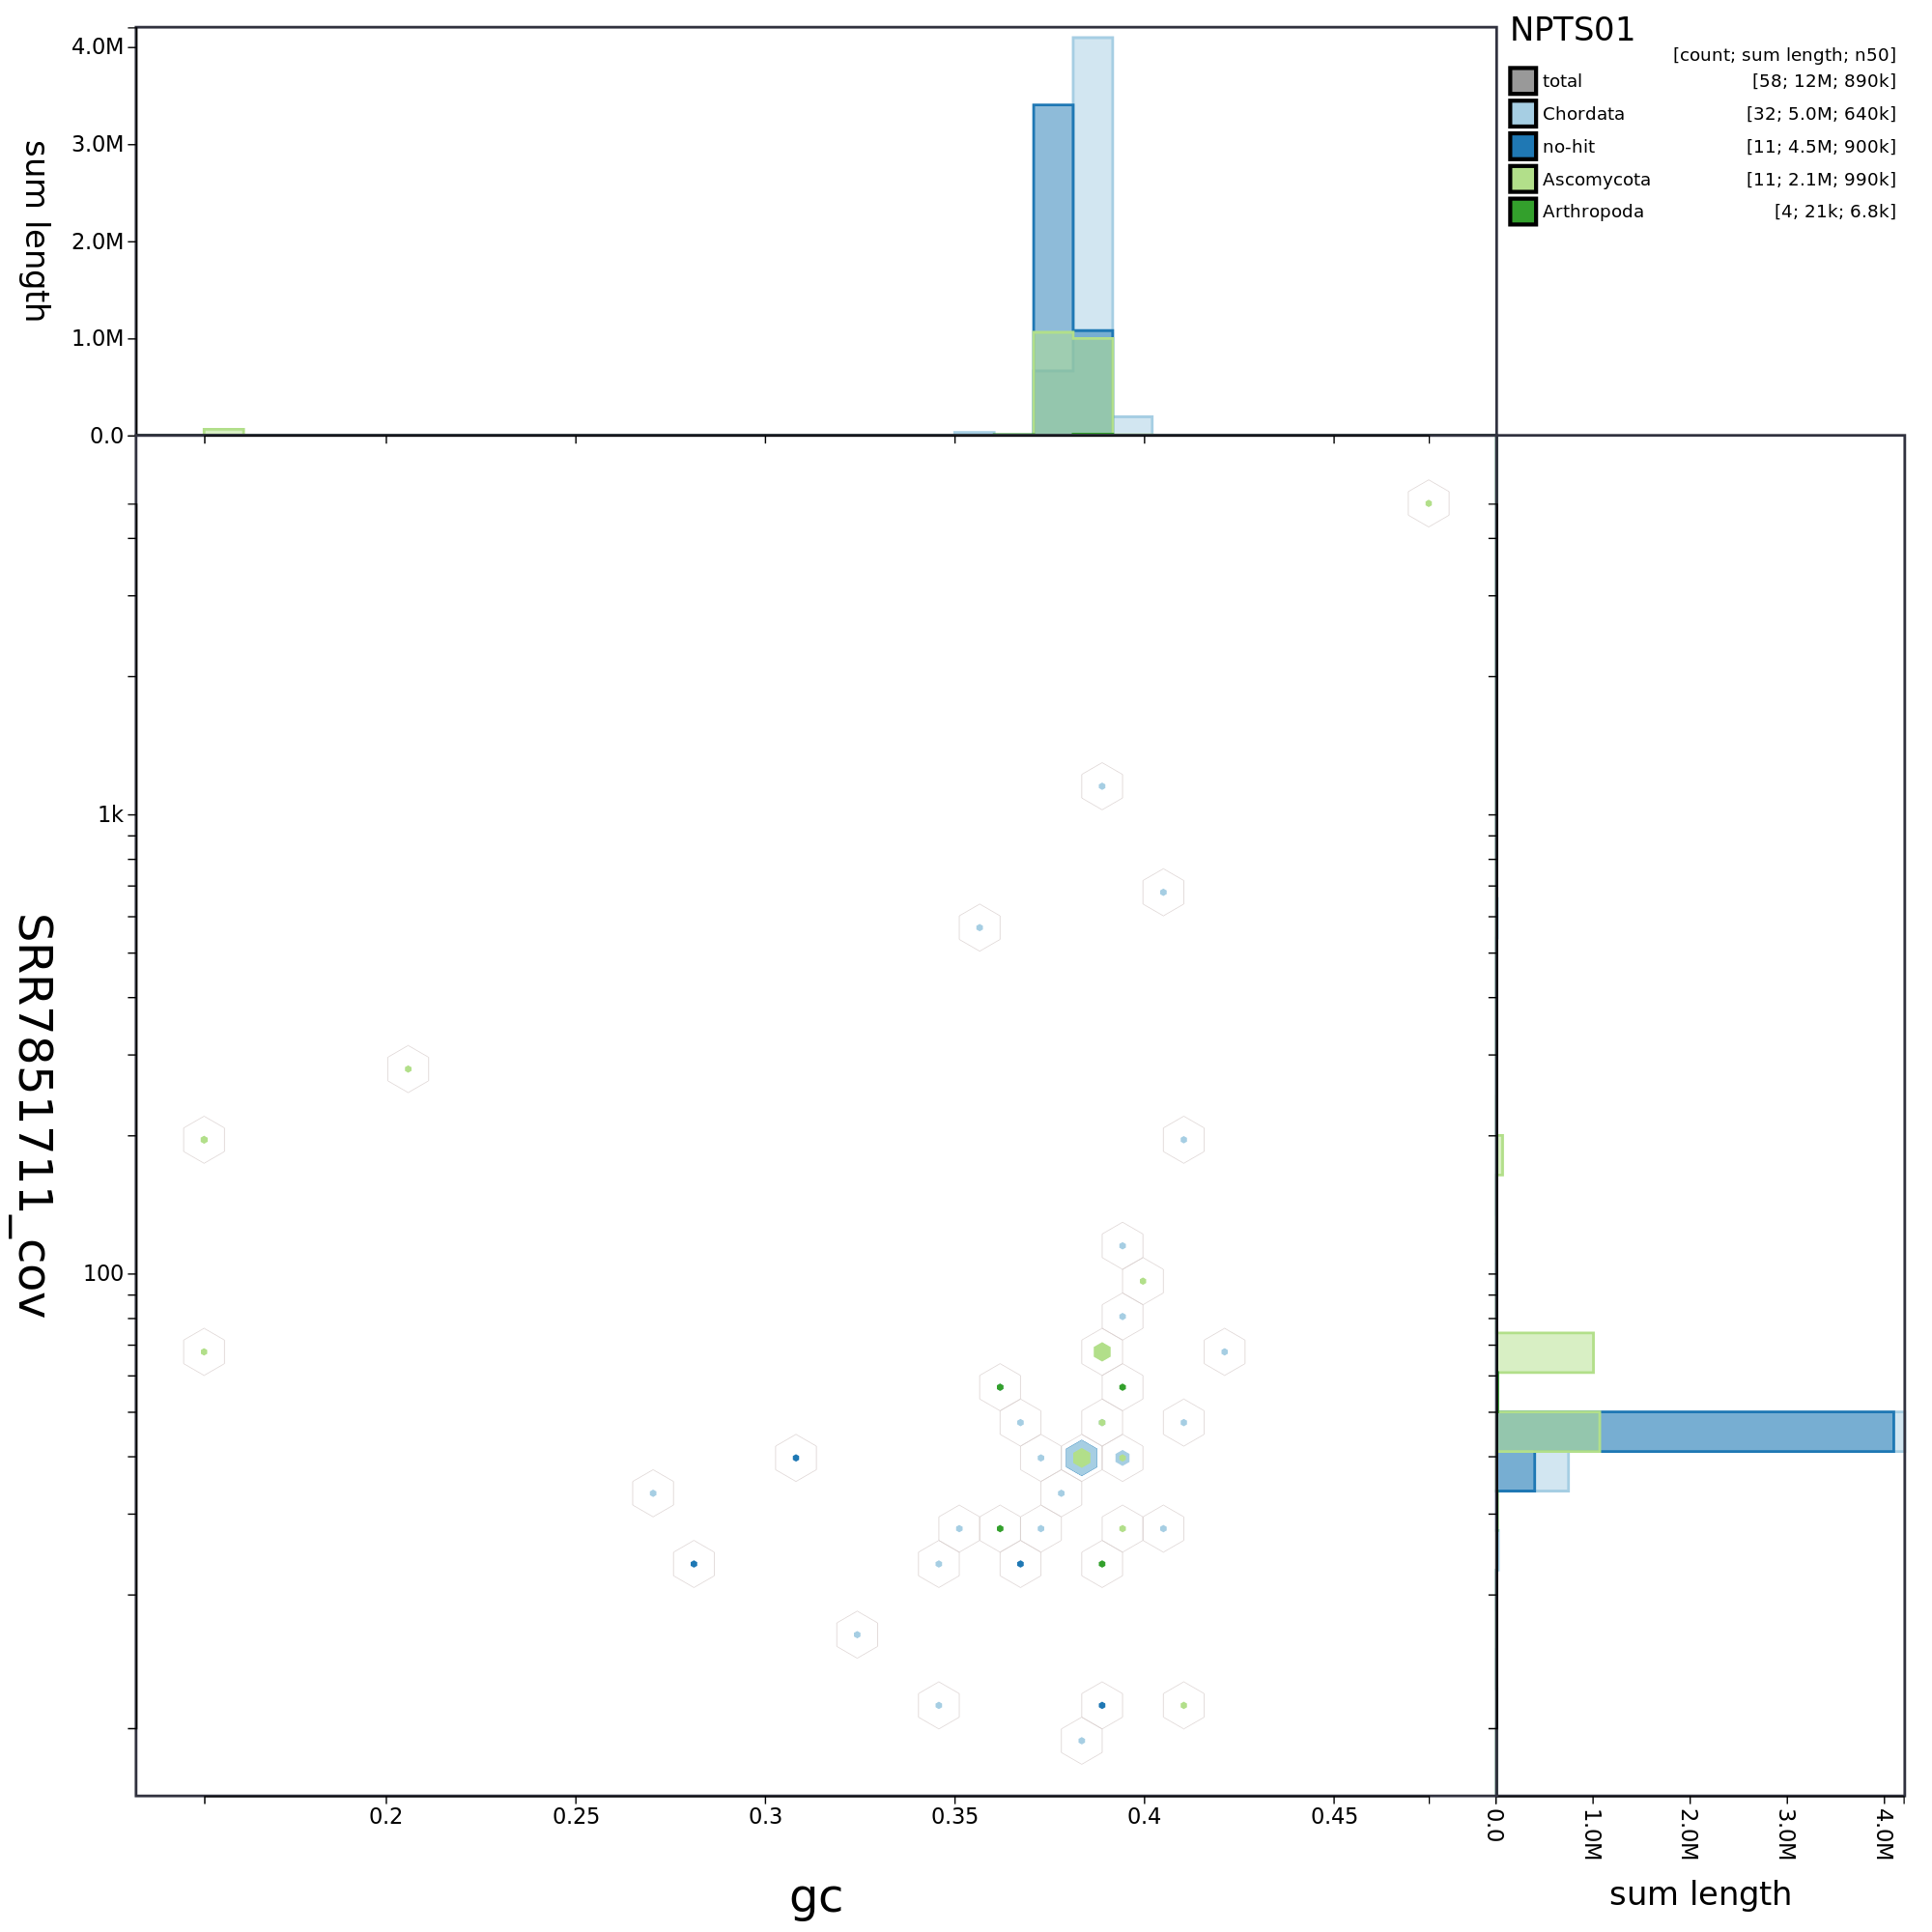 NPTS01
[count; sum length; n50]
total [58; 12M; 890k]
Chordata [32; 5.0M; 640k]
no-hit [11; 4.5M; 900k]
Ascomycota [11; 2.1M; 990k]
Arthropoda [4; 21k; 6.8k]
sum length
4.0M
3.0M
2.0M
1.0M
0.0
SRR7851711_cov
1k
100
0.2 0.25 0.3 0.35 0.4 0.45
gc
0.0 1.0M 2.0M 3.0M 4.0M
sum length